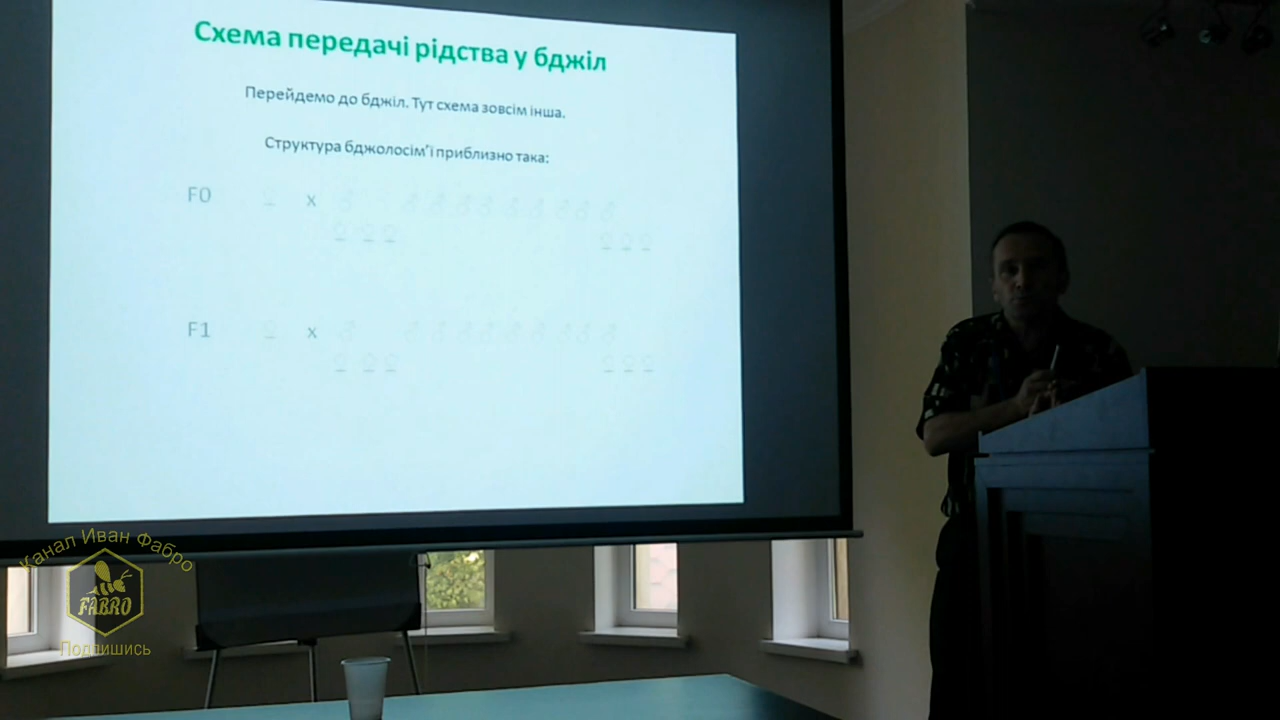 Схема передачі рідства у бджіл
Перейдемо до бджіл. Тут схема зовсім інша.
Структура бджолосім'ї приблизно така:
F0 ♀ x ♂ ♂ ♂ ♂ ♂ ♂ ♂ ♂ ♂ ♂
♀ ♀ ♀ ♀ ♀ ♀
F1 ♀ x ♂ ♂ ♂ ♂ ♂ ♂ ♂ ♂ ♂ ♂
♀ ♀ ♀ ♀ ♀ ♀
Канал Иван Фабро
FABRO
Подпишись